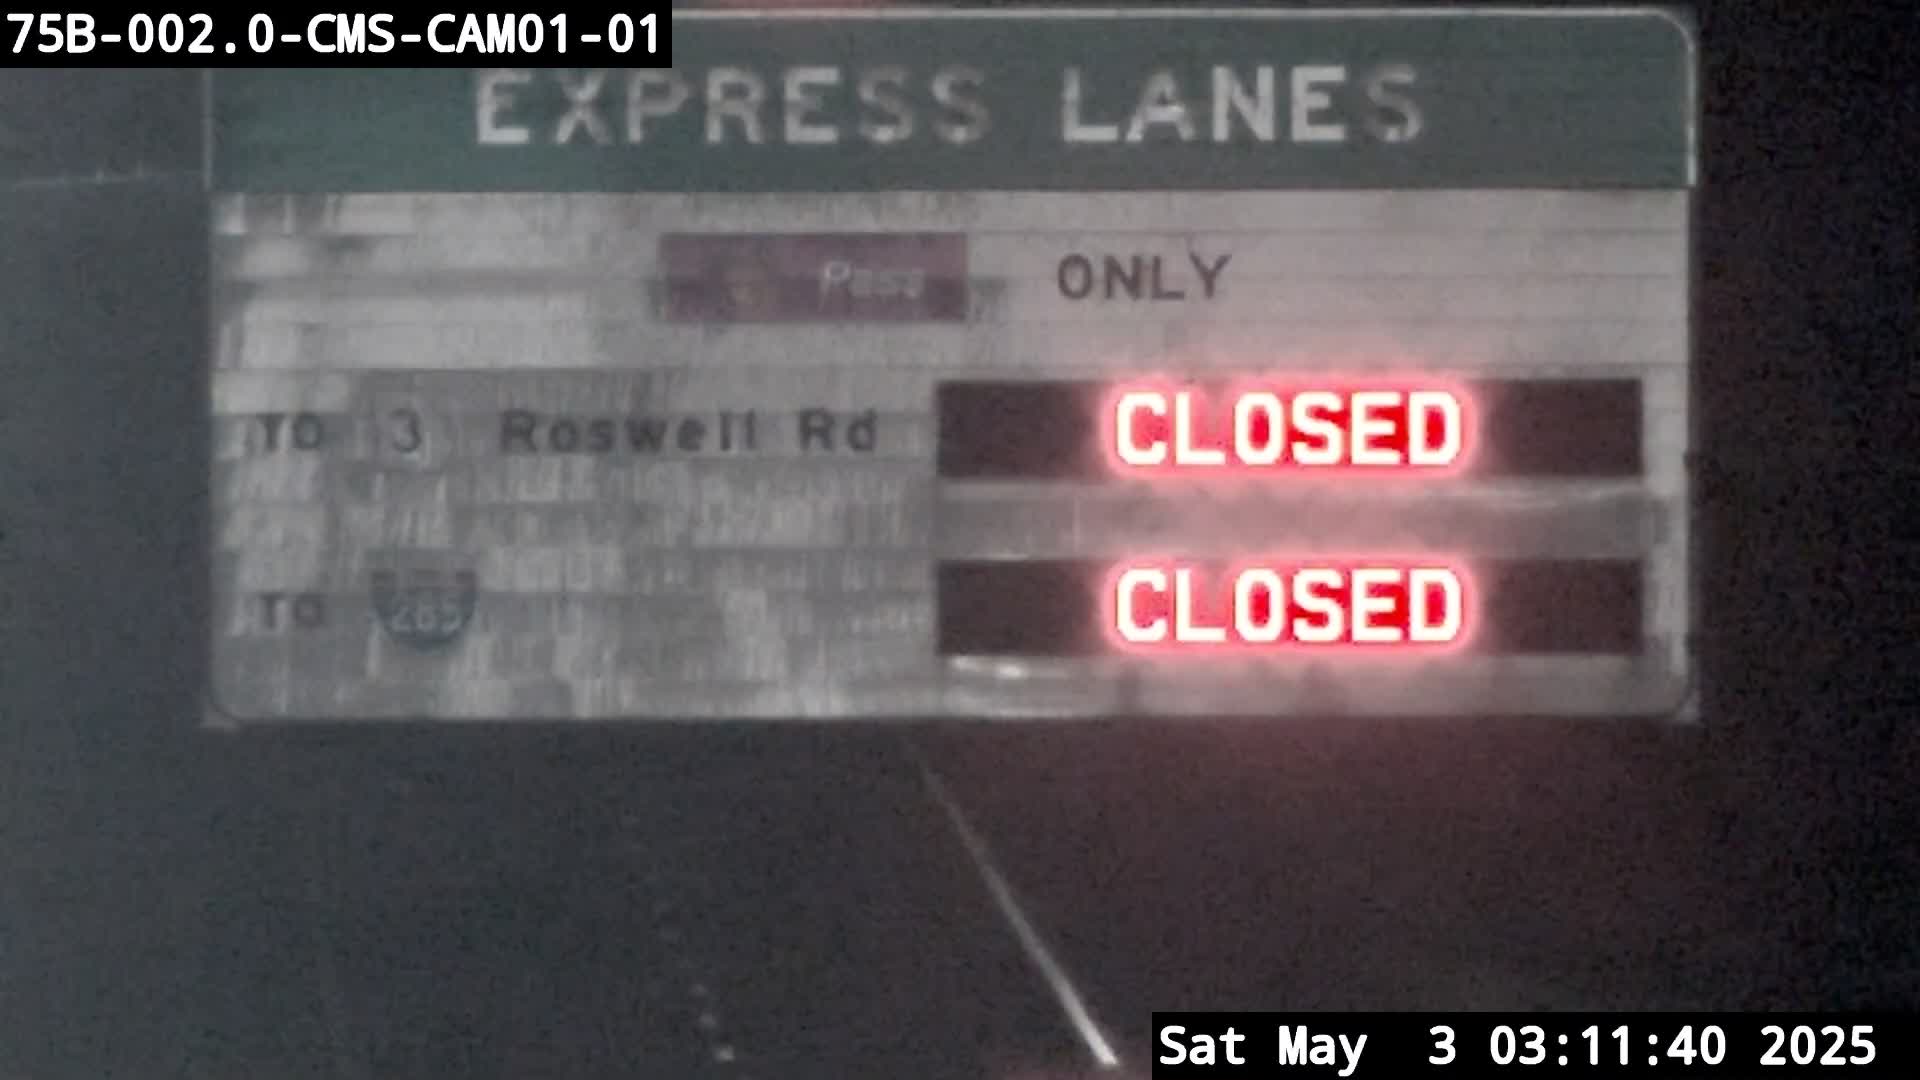 75B-002.0-CMS-CAM01-01
EXPRESS LANES
Pass ONLY
TO 3 Roswell Rd CLOSED
TO 285 CLOSED
Sat May 3 03:11:40 2025